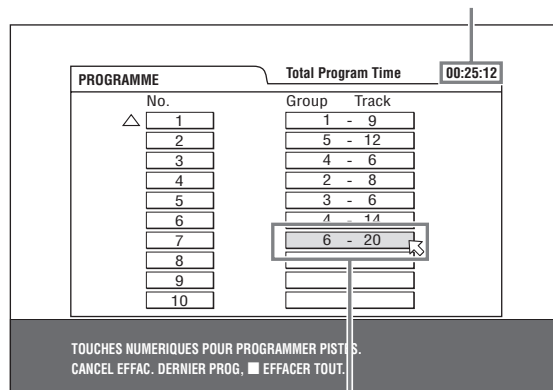 PROGRAMME
Total Program Time 00:25:12
No. Group Track
1 1 - 9
2 5 - 12
3 4 - 6
4 2 - 8
5 3 - 6
6 4 - 14
7 6 - 20
8
9
10
TOUCHES NUMERIQUES POUR PROGRAMMER PISTES.
CANCEL EFFAC. DERNIER PROG, ■ EFFACER TOUT.